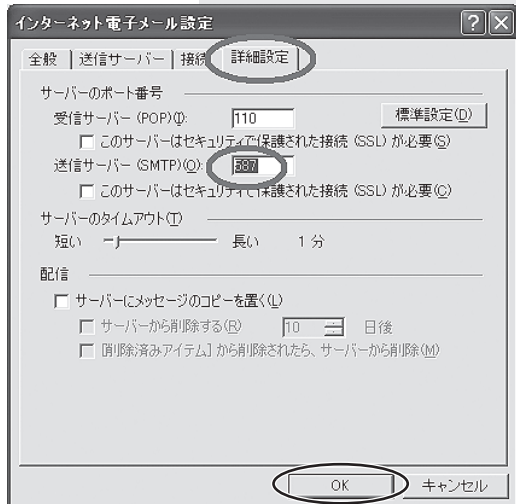 インターネット電子メール設定
全般 送信サーバー 接続 詳細設定
サーバーのポート番号
受信サーバー (POP)(I): 110 標準設定(D)
このサーバーはセキュリティで保護された接続 (SSL) が必要(S)
送信サーバー (SMTP)(O): 587
このサーバーはセキュリティで保護された接続 (SSL) が必要(C)
サーバーのタイムアウト(T)
短い 長い 1 分
配信
サーバーにメッセージのコピーを置く(L)
サーバーから削除する(R) 10 日後
[削除済みアイテム] から削除されたら、サーバーから削除(M)
OK キャンセル